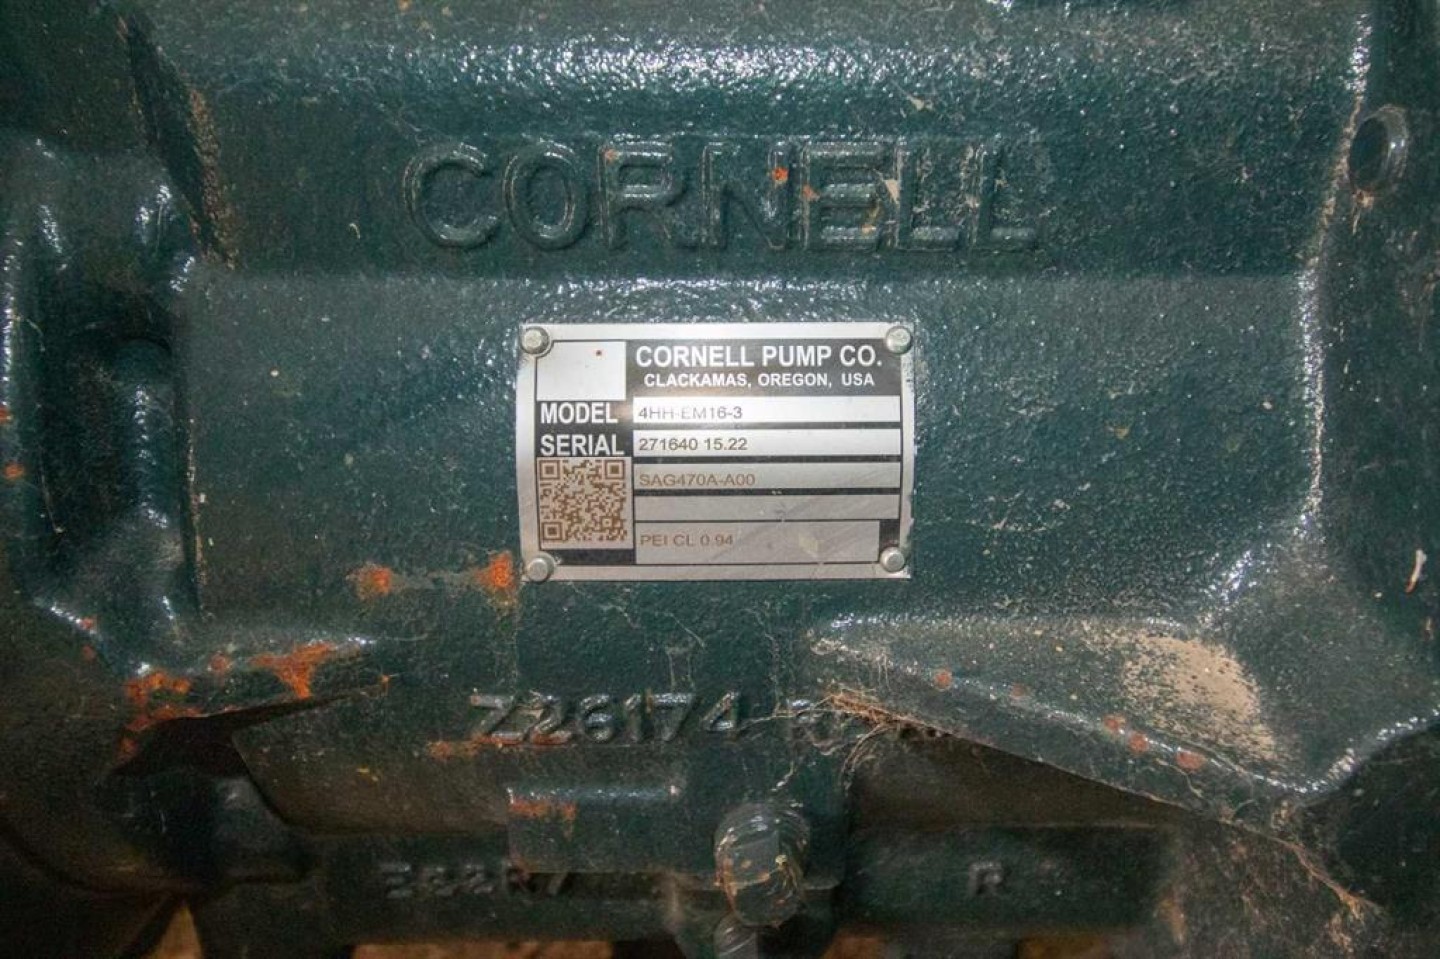 CORNELL
CORNELL PUMP CO.
CLACKAMAS, OREGON, USA
MODEL 4HH-EM16-3
SERIAL 271640 15.22
SAG470A-A00
PEI CL 0.94
Z26174
R